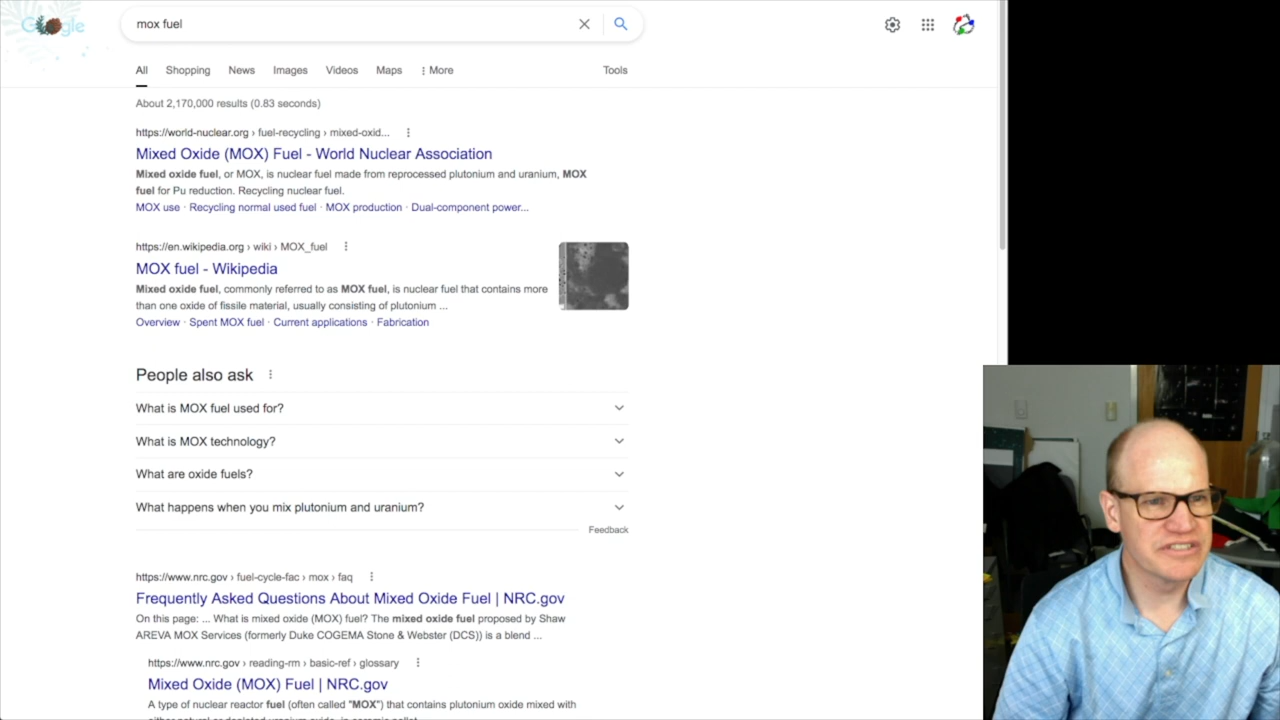 Google
mox fuel
All Shopping News Images Videos Maps More Tools
About 2,170,000 results (0.83 seconds)
https://world-nuclear.org › fuel-recycling › mixed-oxid...
Mixed Oxide (MOX) Fuel - World Nuclear Association
Mixed oxide fuel, or MOX, is nuclear fuel made from reprocessed plutonium and uranium, MOX
fuel for Pu reduction. Recycling nuclear fuel.
MOX use · Recycling normal used fuel · MOX production · Dual-component power...
https://en.wikipedia.org › wiki › MOX_fuel
MOX fuel - Wikipedia
Mixed oxide fuel, commonly referred to as MOX fuel, is nuclear fuel that contains more
than one oxide of fissile material, usually consisting of plutonium ...
Overview · Spent MOX fuel · Current applications · Fabrication
People also ask
What is MOX fuel used for?
What is MOX technology?
What are oxide fuels?
What happens when you mix plutonium and uranium?
Feedback
https://www.nrc.gov › fuel-cycle-fac › mox › faq
Frequently Asked Questions About Mixed Oxide Fuel | NRC.gov
On this page: ... What is mixed oxide (MOX) fuel? The mixed oxide fuel proposed by Shaw
AREVA MOX Services (formerly Duke COGEMA Stone & Webster (DCS)) is a blend ...
https://www.nrc.gov › reading-rm › basic-ref › glossary
Mixed Oxide (MOX) Fuel | NRC.gov
A type of nuclear reactor fuel (often called "MOX") that contains plutonium oxide mixed with
either natural or depleted uranium oxide, in ceramic pellet